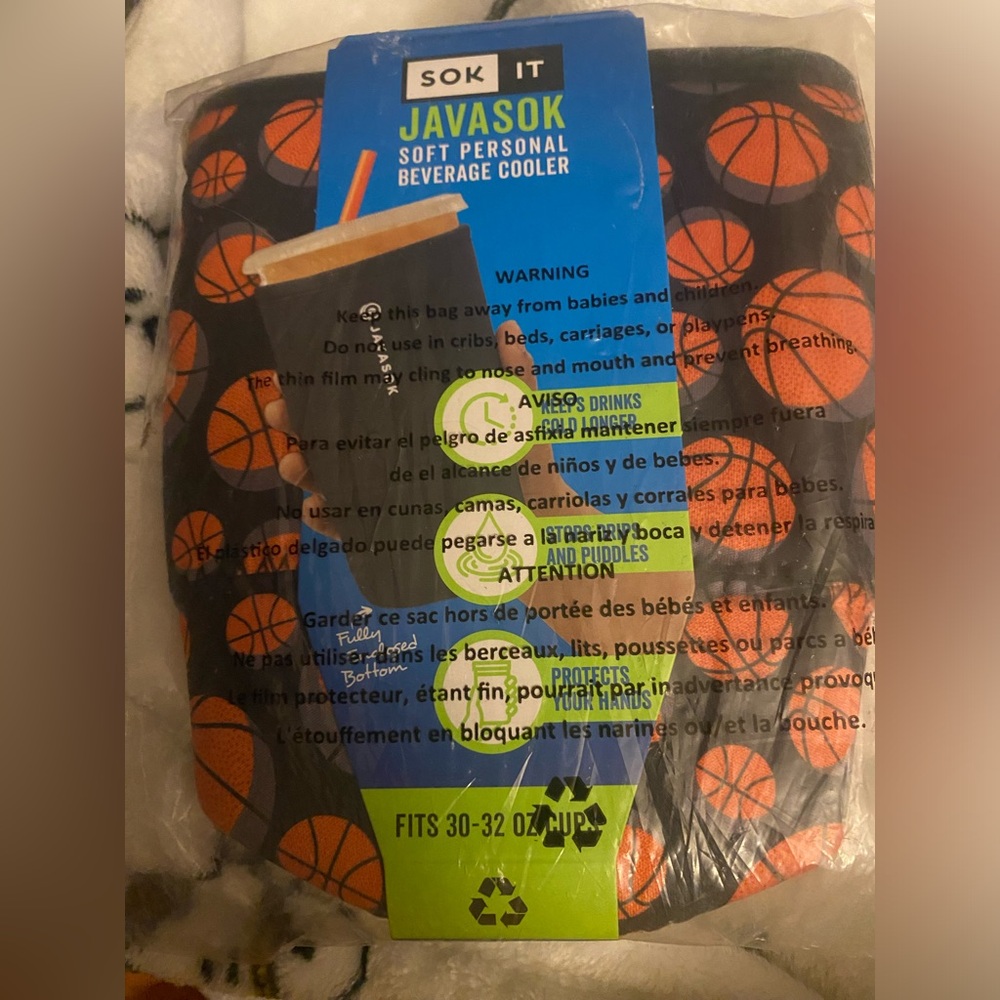 SOK IT
JAVASOK
SOFT PERSONAL
BEVERAGE COOLER
@JAVASOK
WARNING
Keep this bag away from babies and children.
Do not use in cribs, beds, carriages, or playpens.
The thin film may cling to nose and mouth and prevent breathing.
AVISO
KEEPS DRINKS
COLD LONGER
Para evitar el pelgro de asfixia mantener siempre fuera
de el alcance de niños y de bebes.
No usar en cunas, camas, carriolas y corrales para bebes.
El plastico delgado puede pegarse a la nariz y boca y detener la respira
STOPS DRIPS
AND PUDDLES
ATTENTION
Garder ce sac hors de portée des bébés et enfants.
Ne pas utiliser dans les berceaux, lits, poussettes ou parcs a bé
Fully
Enclosed
Bottom
Le film protecteur, étant fin, pourrait par inadvertance provoq
PROTECTS
YOUR HANDS
L'étouffement en bloquant les narines ou/et la bouche.
FITS 30-32 OZ CUPS